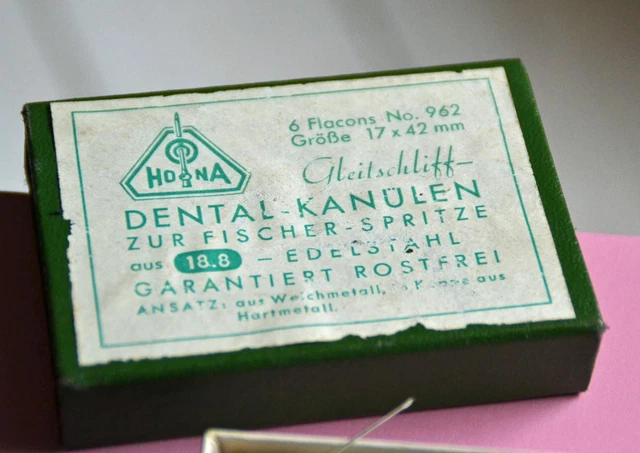 HONA
6 Flacons No. 962
Größe 17 x 42 mm
Gleitschliff-
DENTAL-KANÜLEN
ZUR FISCHER-SPRITZE
aus 18.8 – EDELSTAHL
GARANTIERT ROSTFREI
ANSATZ: aus Weichmetall, aus
Hartmetall.